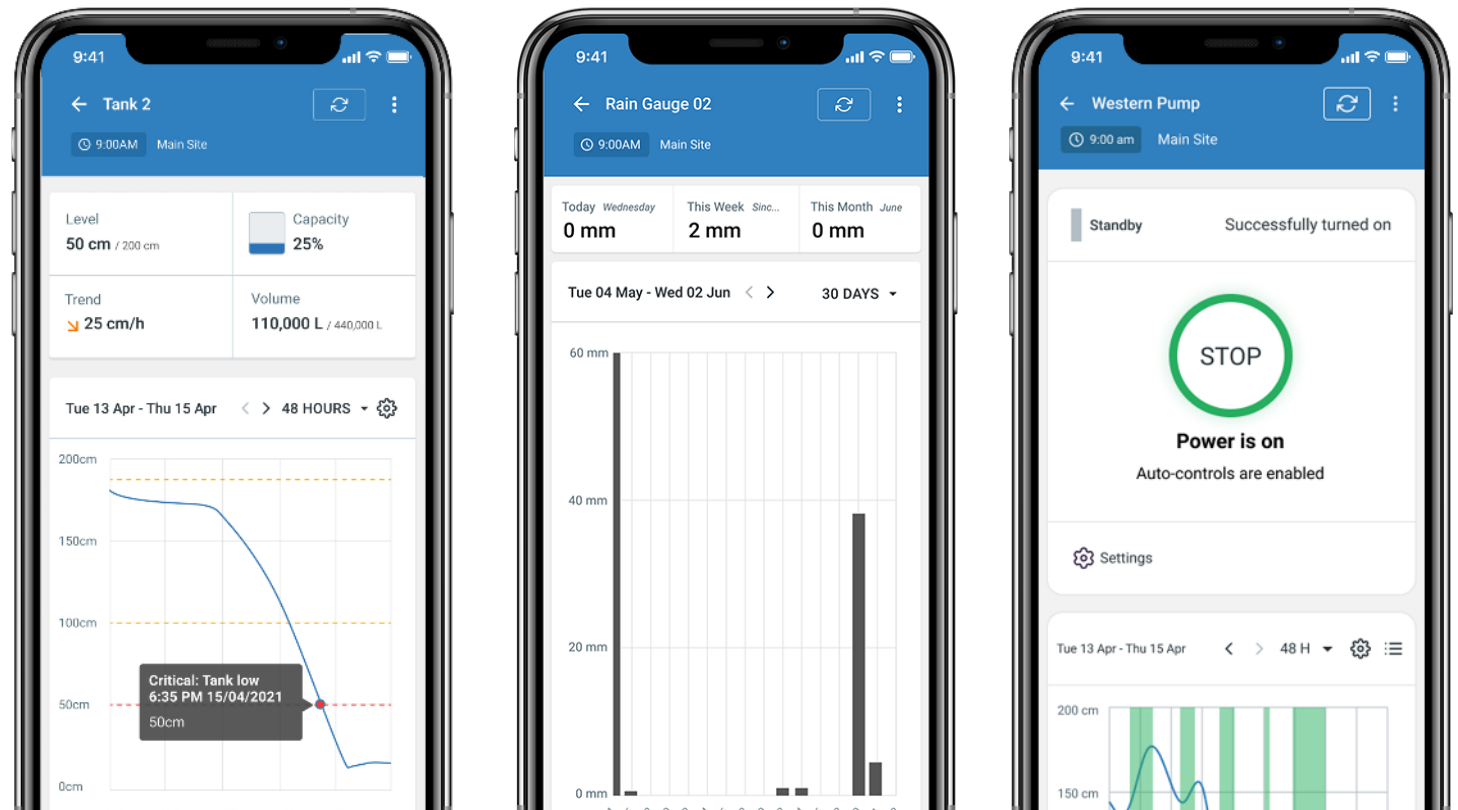 9:41
Tank 2
9:00AM Main Site
Level
50 cm / 200 cm
Capacity
25%
Trend
25 cm/h
Volume
110,000 L / 440,000 L
Tue 13 Apr - Thu 15 Apr 48 HOURS
200cm
150cm
100cm
50cm
0cm
Critical: Tank low
6:35 PM 15/04/2021
50cm
9:41
Rain Gauge 02
9:00AM Main Site
Today Wednesday
0 mm
This Week Sinc...
2 mm
This Month June
0 mm
Tue 04 May - Wed 02 Jun 30 DAYS
60 mm
40 mm
20 mm
0 mm
9:41
Western Pump
9:00 am Main Site
Standby Successfully turned on
STOP
Power is on
Auto-controls are enabled
Settings
Tue 13 Apr - Thu 15 Apr 48 H
200 cm
150 cm